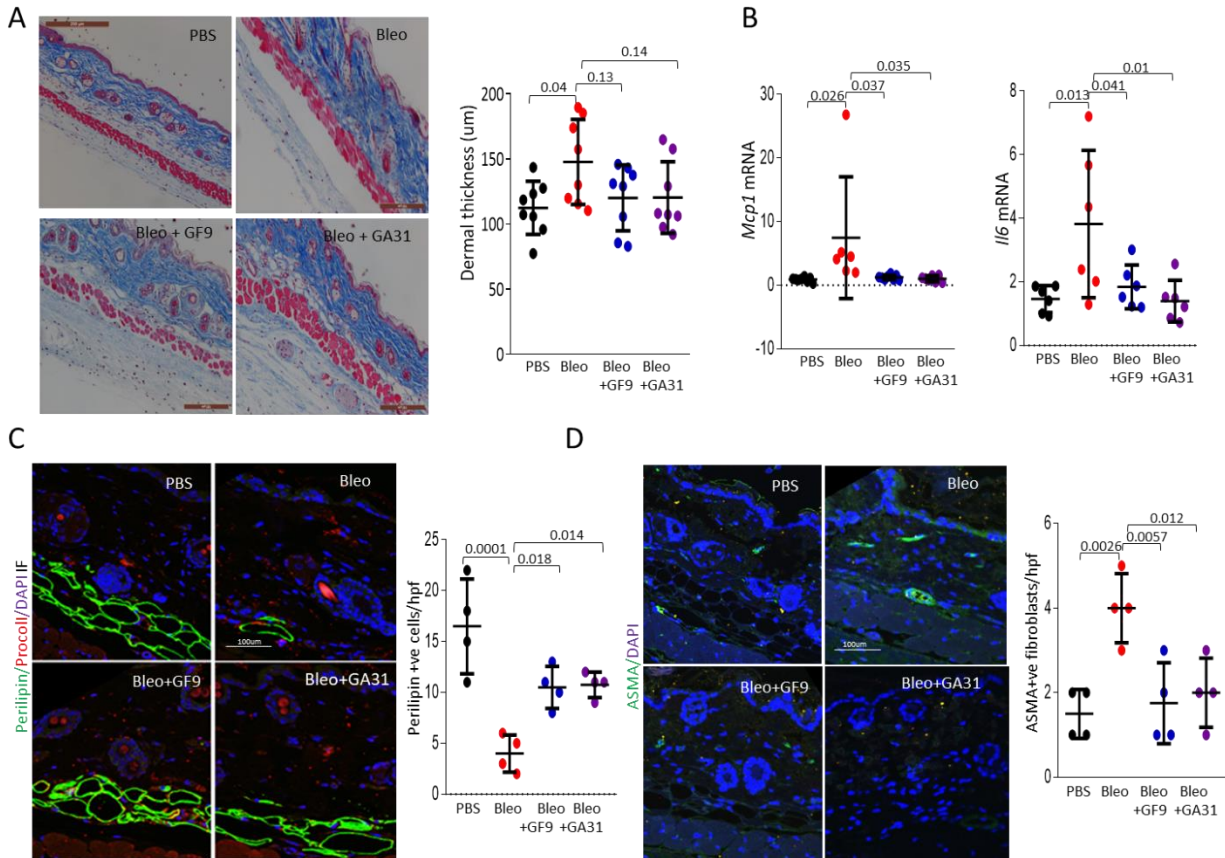 A
PBS
Bleo
Bleo + GF9
Bleo + GA31
Dermal thickness (um)
200
150
100
50
0
0.04
0.13
0.14
PBS
Bleo
Bleo
+GF9
Bleo
+GA31
B
Mcp1 mRNA
30
20
10
0
-10
0.026
0.037
0.035
PBS
Bleo
Bleo
+GF9
Bleo
+GA31
Il6 mRNA
8
6
4
2
0
0.013
0.041
0.01
PBS
Bleo
Bleo
+GF9
Bleo
+GA31
C
Perilipin/Procoll/DAPI IF
PBS
Bleo
100um
Bleo+GF9
Bleo+GA31
Perilipin +ve cells/hpf
25
20
15
10
5
0
0.0001
0.018
0.014
PBS
Bleo
Bleo
+GF9
Bleo
+GA31
D
ASMA/DAPI
PBS
Bleo
100um
Bleo+GF9
Bleo+GA31
ASMA+ve fibroblasts/hpf
6
4
2
0
0.0026
0.0057
0.012
PBS
Bleo
Bleo
+GF9
Bleo
+GA31